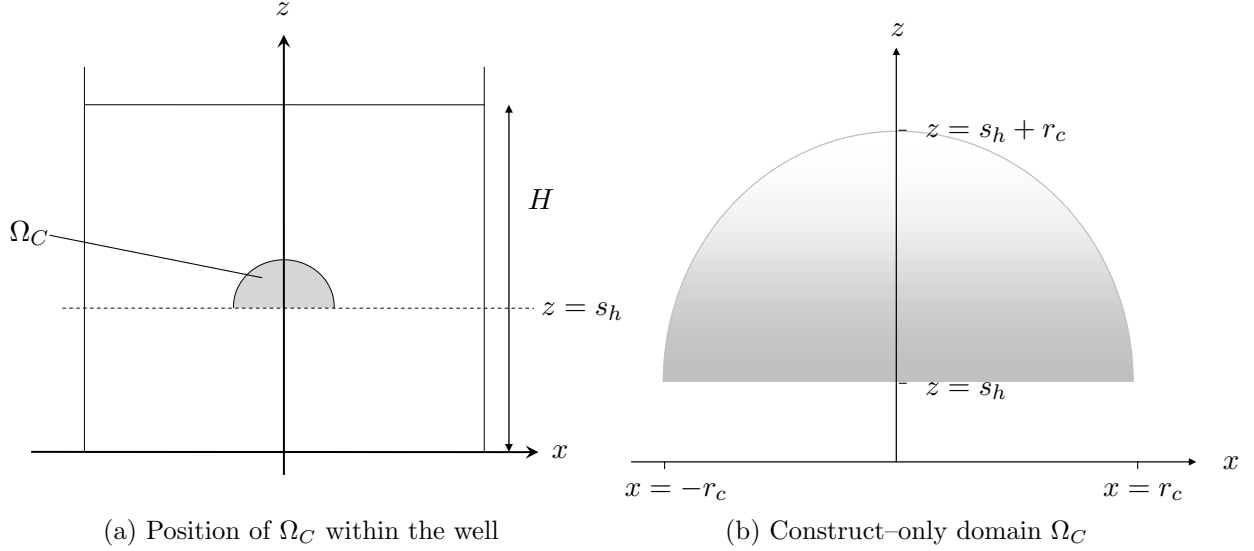 z
H
Ω_C
z = s_h
x
(a) Position of Ω_C within the well
z
z = s_h + r_c
z = s_h
x
x = −r_c
x = r_c
(b) Construct–only domain Ω_C